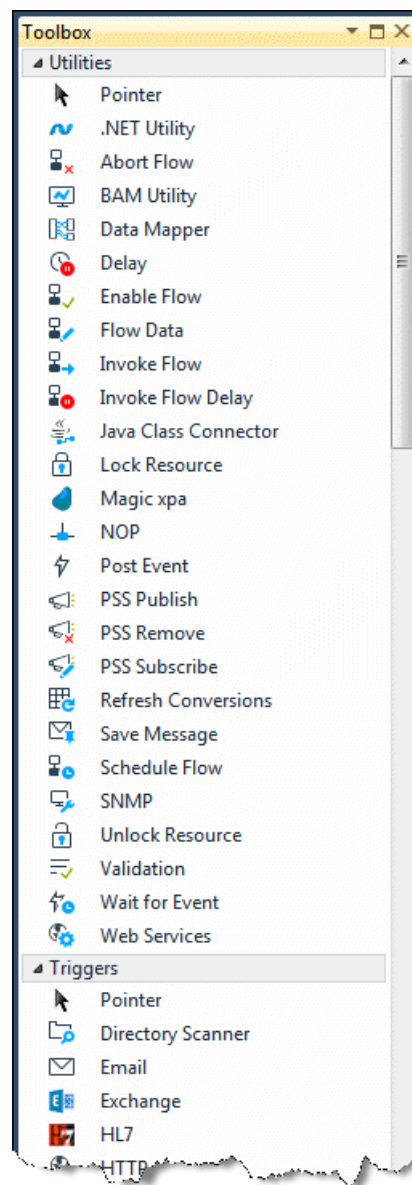 Toolbox
Utilities
Pointer
.NET Utility
Abort Flow
BAM Utility
Data Mapper
Delay
Enable Flow
Flow Data
Invoke Flow
Invoke Flow Delay
Java Class Connector
Lock Resource
Magic xpa
NOP
Post Event
PSS Publish
PSS Remove
PSS Subscribe
Refresh Conversions
Save Message
Schedule Flow
SNMP
Unlock Resource
Validation
Wait for Event
Web Services
Triggers
Pointer
Directory Scanner
Email
Exchange
HL7
HTTP